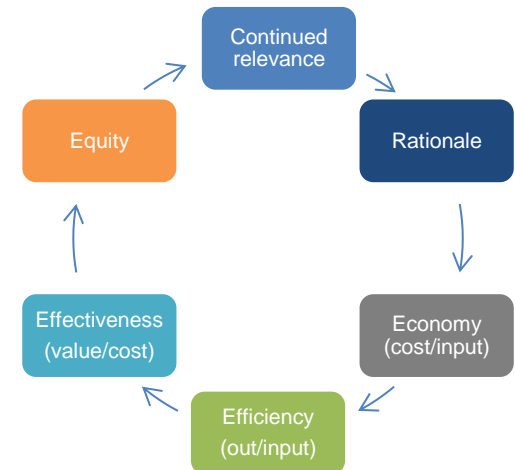 Continued
relevance
Rationale
Economy
(cost/input)
Efficiency
(out/input)
Effectiveness
(value/cost)
Equity